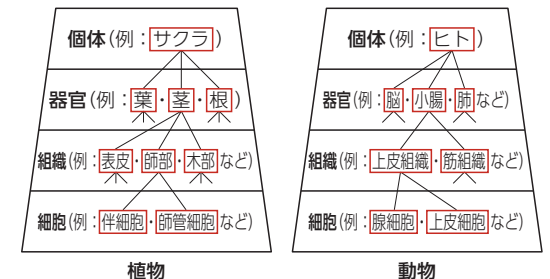 個体(例：サクラ)
器官(例：葉・茎・根)
組織(例：表皮・師部・木部など)
細胞(例：伴細胞・師管細胞など)
植物
個体(例：ヒト)
器官(例：脳・小腸・肺など)
組織(例：上皮組織・筋組織など)
細胞(例：腺細胞・上皮細胞など)
動物